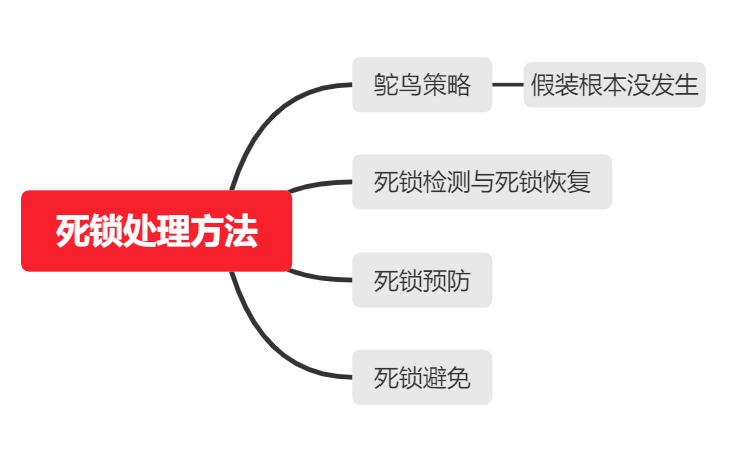 死锁处理方法
鸵鸟策略
假装根本没发生
死锁检测与死锁恢复
死锁预防
死锁避免